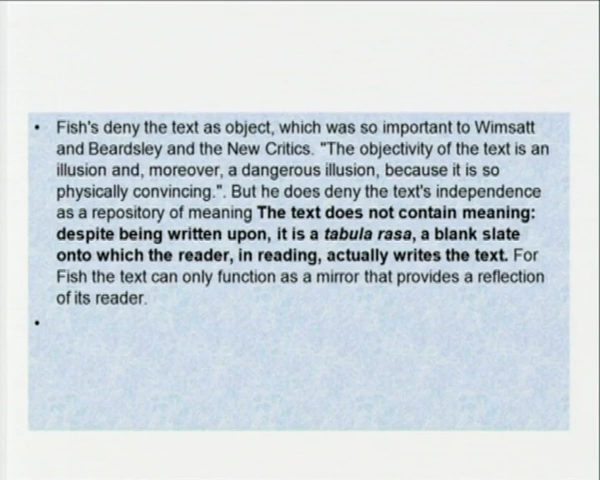 • Fish's deny the text as object, which was so important to Wimsatt
and Beardsley and the New Critics. "The objectivity of the text is an
illusion and, moreover, a dangerous illusion, because it is so
physically convincing.". But he does deny the text's independence
as a repository of meaning The text does not contain meaning:
despite being written upon, it is a tabula rasa, a blank slate
onto which the reader, in reading, actually writes the text. For
Fish the text can only function as a mirror that provides a reflection
of its reader.
•